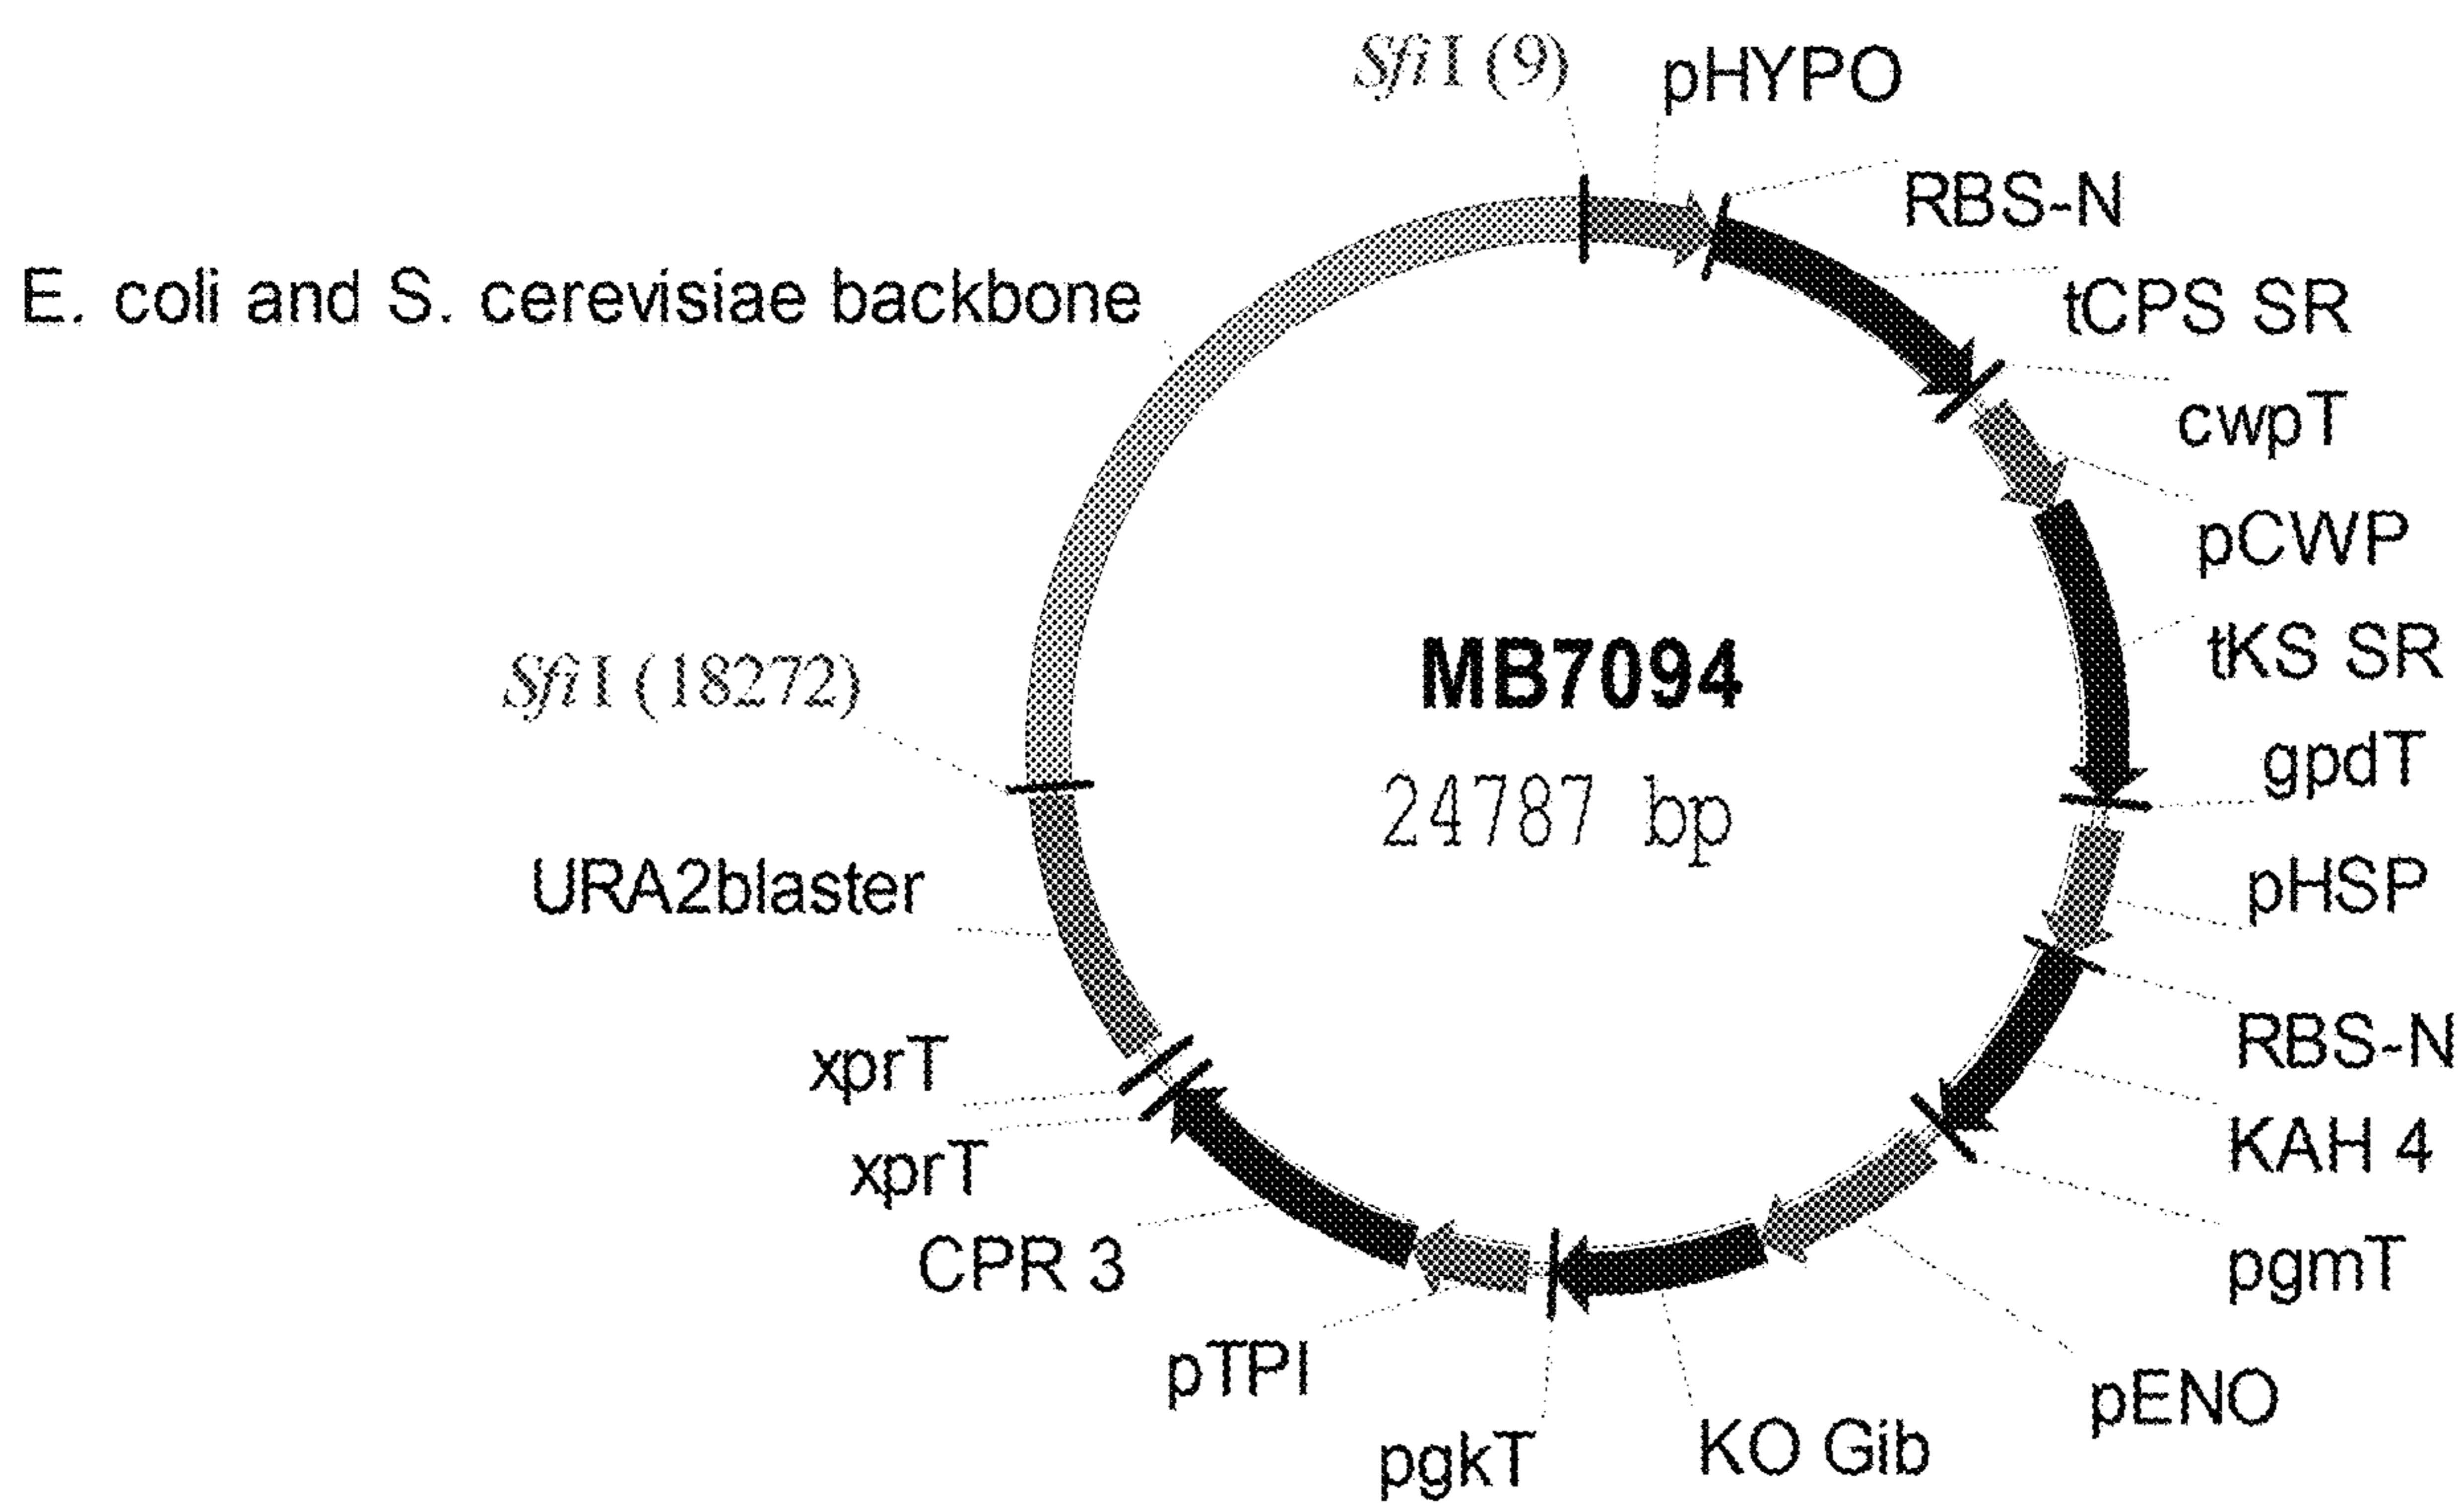 SfiI (9)
pHYPO
RBS-N
tCPS SR
cwpT
pCWP
tKS SR
gpdT
pHSP
RBS-N
KAH 4
pgmT
pENO
KO Gib
pgkT
pTPI
CPR 3
xprT
xprT
URA2blaster
SfiI (18272)
E. coli and S. cerevisiae backbone
MB7094
24787 bp